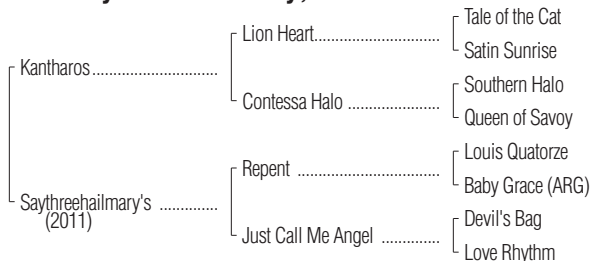 Tale of the Cat
Lion Heart
Satin Sunrise
Kantharos
Southern Halo
Contessa Halo
Queen of Savoy
Louis Quatorze
Repent
Baby Grace (ARG)
Saythreehailmary's
(2011)
Devil's Bag
Just Call Me Angel
Love Rhythm